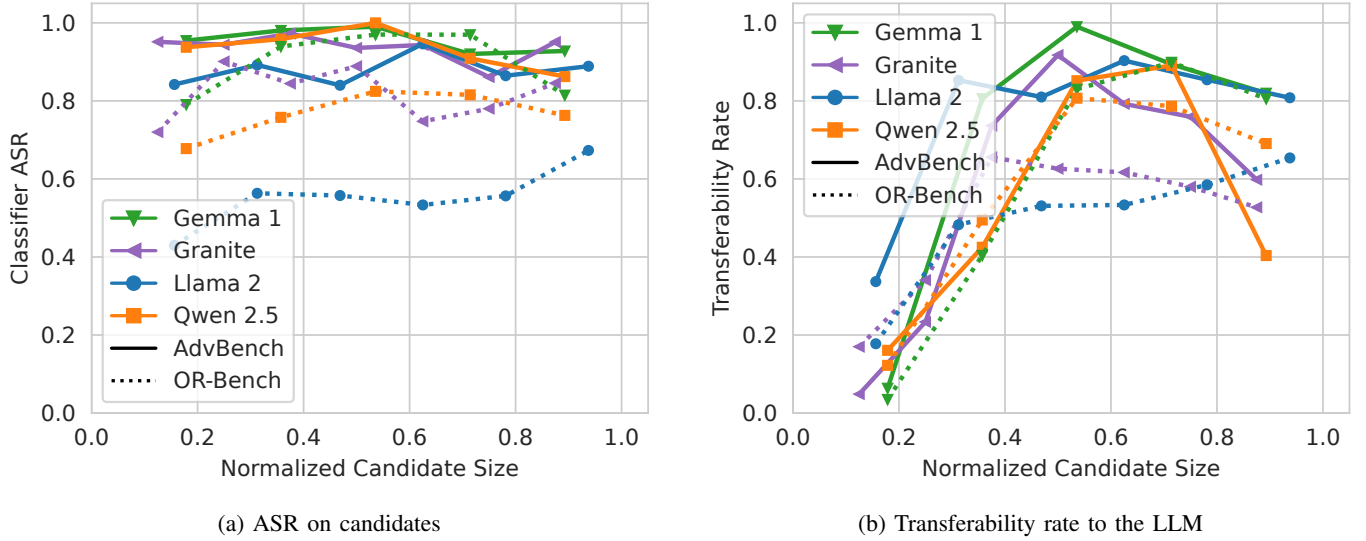 1.0
0.8
0.6
0.4
0.2
0.0
Classifier ASR
Gemma 1
Granite
Llama 2
Qwen 2.5
AdvBench
OR-Bench
0.0 0.2 0.4 0.6 0.8 1.0
Normalized Candidate Size
(a) ASR on candidates
1.0
0.8
0.6
0.4
0.2
0.0
Transferability Rate
Gemma 1
Granite
Llama 2
Qwen 2.5
AdvBench
OR-Bench
0.0 0.2 0.4 0.6 0.8 1.0
Normalized Candidate Size
(b) Transferability rate to the LLM